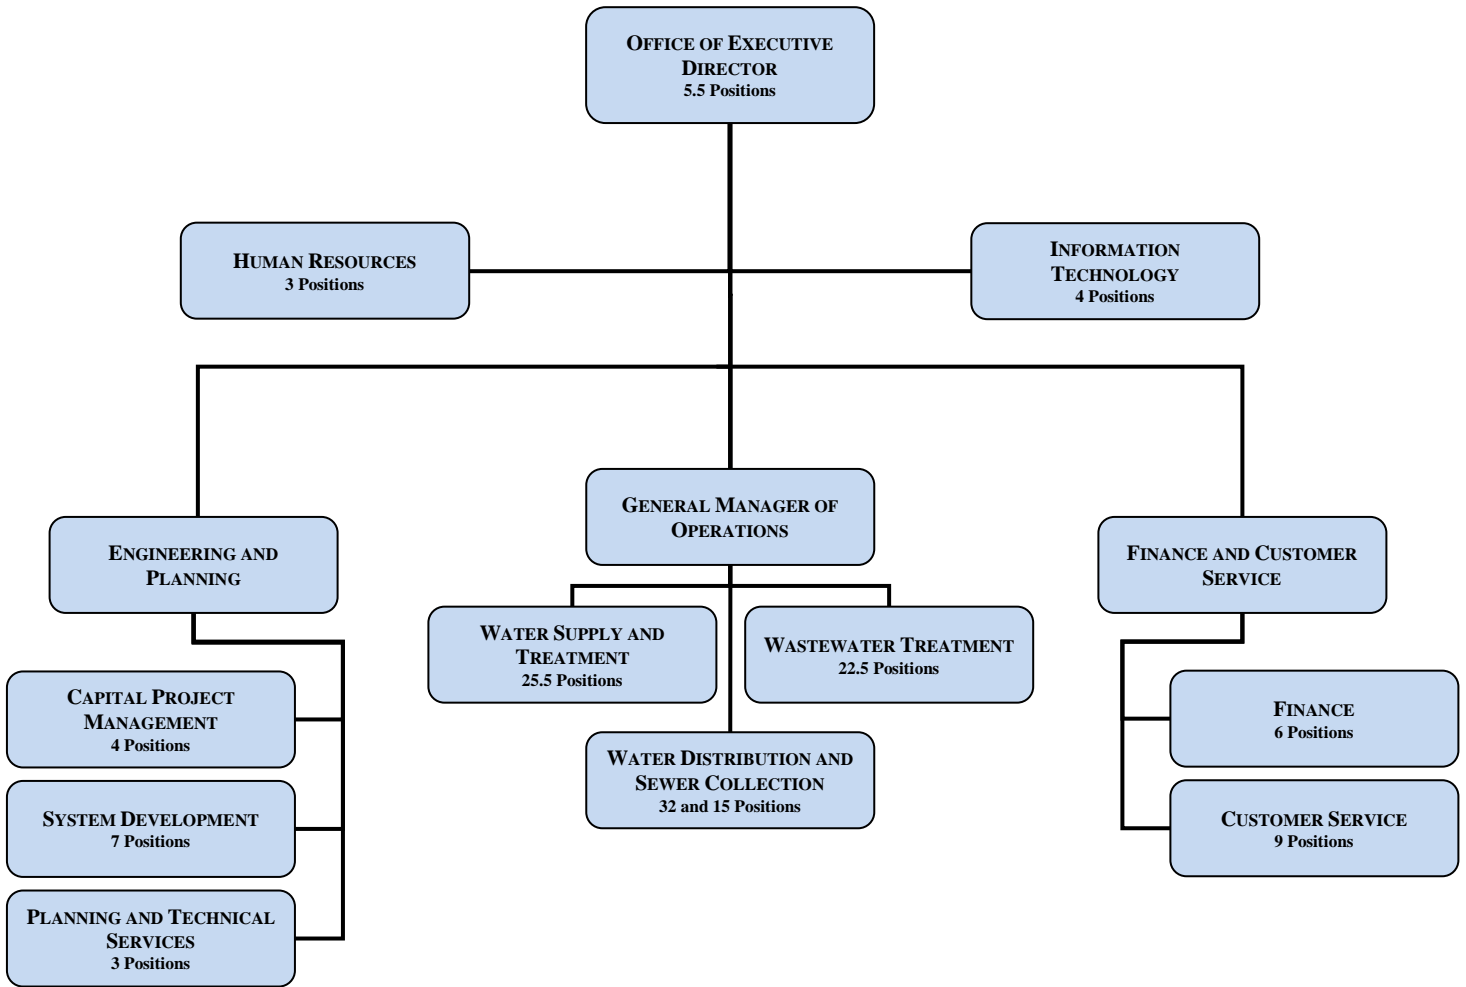 OFFICE OF EXECUTIVE
DIRECTOR
5.5 Positions
HUMAN RESOURCES
3 Positions
INFORMATION
TECHNOLOGY
4 Positions
ENGINEERING AND
PLANNING
GENERAL MANAGER OF
OPERATIONS
FINANCE AND CUSTOMER
SERVICE
WATER SUPPLY AND
TREATMENT
25.5 Positions
WASTEWATER TREATMENT
22.5 Positions
WATER DISTRIBUTION AND
SEWER COLLECTION
32 and 15 Positions
CAPITAL PROJECT
MANAGEMENT
4 Positions
SYSTEM DEVELOPMENT
7 Positions
PLANNING AND TECHNICAL
SERVICES
3 Positions
FINANCE
6 Positions
CUSTOMER SERVICE
9 Positions